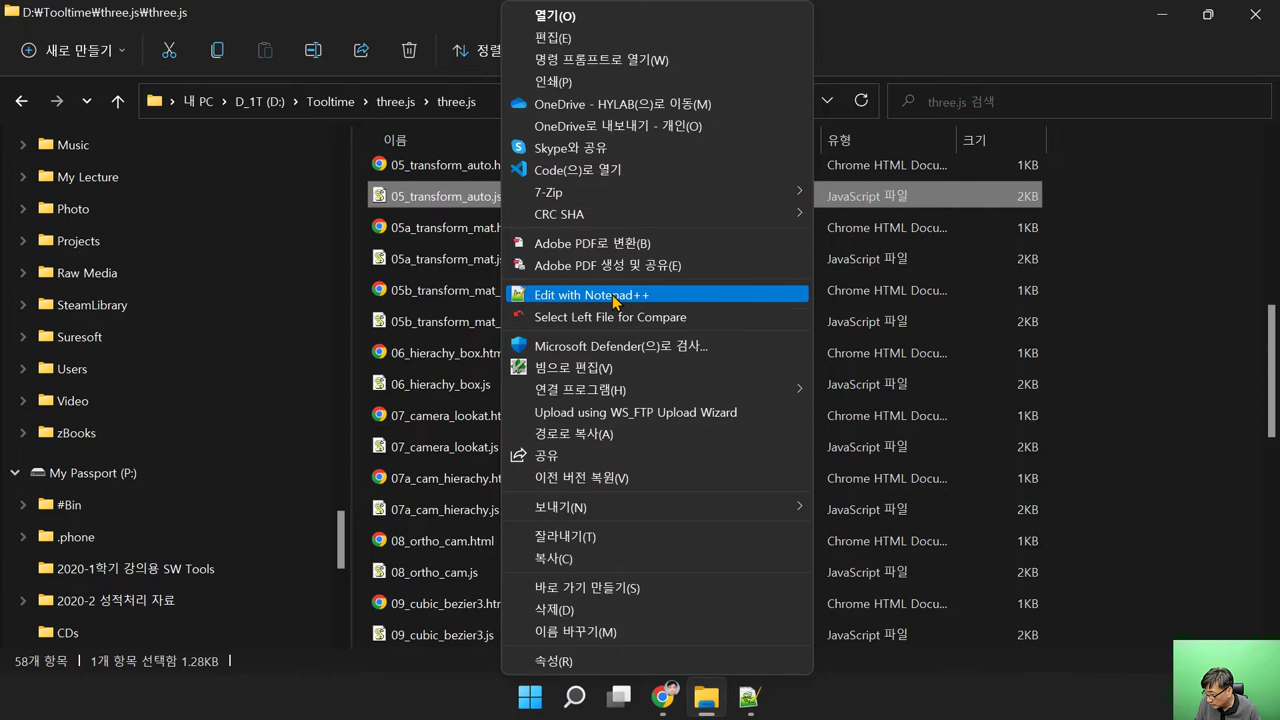 D:₩Tooltime₩three.js₩three.js
새로 만들기
정렬
내 PC
D_1T (D:)
Tooltime
three.js
three.js
three.js 검색
Music
My Lecture
Photo
Projects
Raw Media
SteamLibrary
Suresoft
Users
Video
zBooks
My Passport (P:)
#Bin
.phone
2020-1학기 강의용 SW Tools
2020-2 성적처리 자료
CDs
이름
유형
크기
05_transform_auto.h
Chrome HTML Docu...
1KB
05_transform_auto.js
JavaScript 파일
2KB
05a_transform_mat.h
Chrome HTML Docu...
1KB
05a_transform_mat.js
JavaScript 파일
2KB
05b_transform_mat_
Chrome HTML Docu...
1KB
05b_transform_mat_
JavaScript 파일
2KB
06_hierachy_box.htm
Chrome HTML Docu...
1KB
06_hierachy_box.js
JavaScript 파일
2KB
07_camera_lookat.ht
Chrome HTML Docu...
1KB
07_camera_lookat.js
JavaScript 파일
2KB
07a_cam_hierachy.ht
Chrome HTML Docu...
1KB
07a_cam_hierachy.js
JavaScript 파일
2KB
08_ortho_cam.html
Chrome HTML Docu...
1KB
08_ortho_cam.js
JavaScript 파일
2KB
09_cubic_bezier3.htm
Chrome HTML Docu...
1KB
09_cubic_bezier3.js
JavaScript 파일
2KB
열기(O)
편집(E)
명령 프롬프트로 열기(W)
인쇄(P)
OneDrive - HYLAB(으)로 이동(M)
OneDrive로 내보내기 - 개인(O)
Skype와 공유
Code(으)로 열기
7-Zip
CRC SHA
Adobe PDF로 변환(B)
Adobe PDF 생성 및 공유(E)
Edit with Notepad++
Select Left File for Compare
Microsoft Defender(으)로 검사...
빔으로 편집(V)
연결 프로그램(H)
Upload using WS_FTP Upload Wizard
경로로 복사(A)
공유
이전 버전 복원(V)
보내기(N)
잘라내기(T)
복사(C)
바로 가기 만들기(S)
삭제(D)
이름 바꾸기(M)
속성(R)
58개 항목
1개 항목 선택함 1.28KB